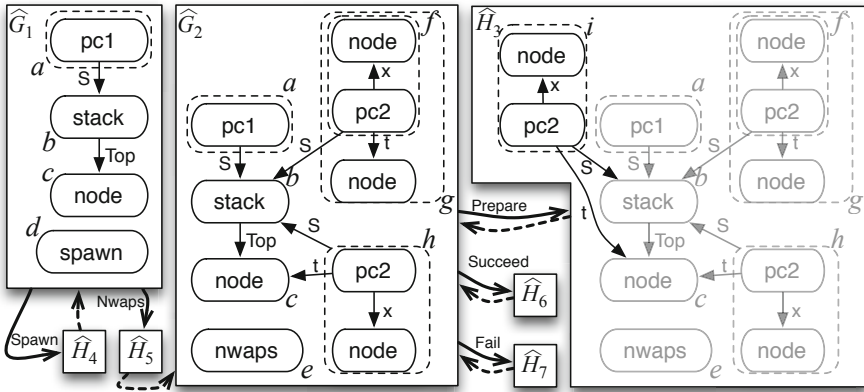 Ĝ1
pc1
a
S
stack
b
Top
c
node
d
spawn
Spawn
Ĥ4
Nwaps
Ĥ5
Ĝ2
f
node
x
a
pc1
pc2
S
S
t
b
stack
node
g
Top
S
h
node
t
pc2
c
x
nwaps
node
e
Prepare
Succeed
Ĥ6
Fail
Ĥ7
Ĥ3
i
node
x
pc2
S
t
f
node
x
a
pc1
pc2
S
S
t
b
stack
node
g
Top
S
h
node
t
pc2
c
x
nwaps
node
e